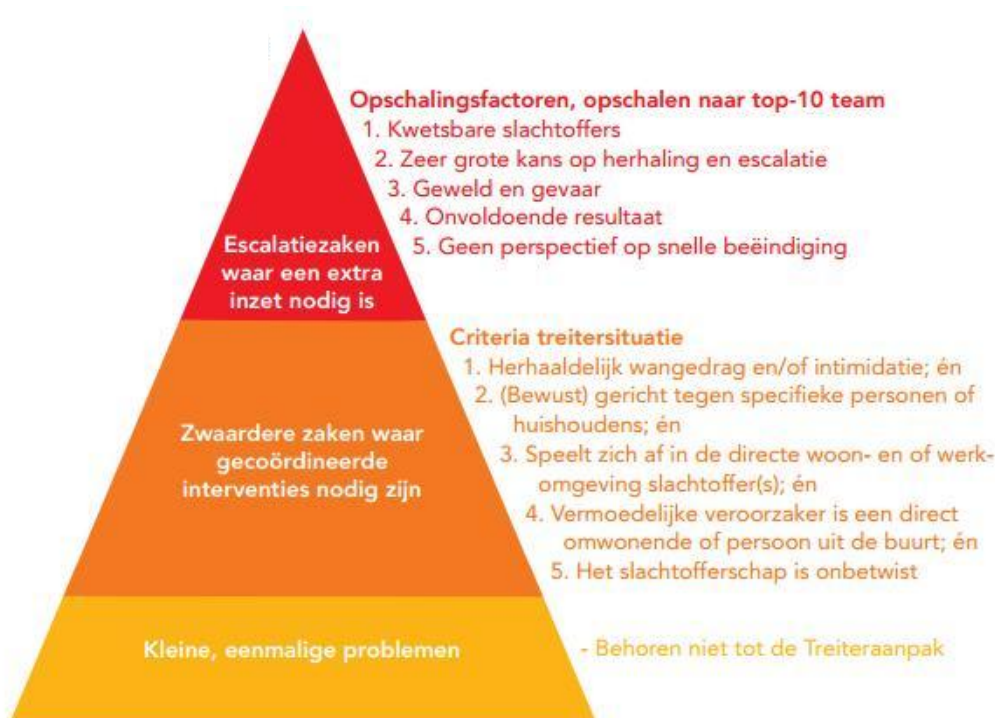 Opschalingsfactoren, opschalen naar top-10 team
1. Kwetsbare slachtoffers
2. Zeer grote kans op herhaling en escalatie
3. Geweld en gevaar
4. Onvoldoende resultaat
5. Geen perspectief op snelle beëindiging
Escalatiezaken
waar een extra
inzet nodig is
Criteria treitersituatie
1. Herhaaldelijk wangedrag en/of intimidatie; én
2. (Bewust) gericht tegen specifieke personen of
huishoudens; én
3. Speelt zich af in de directe woon- en of werk-
omgeving slachtoffer(s); én
4. Vermoedelijke veroorzaker is een direct
omwonende of persoon uit de buurt; én
5. Het slachtofferschap is onbetwist
Zwaardere zaken waar
gecoördineerde
interventies nodig zijn
Kleine, eenmalige problemen
- Behoren niet tot de Treiteraanpak